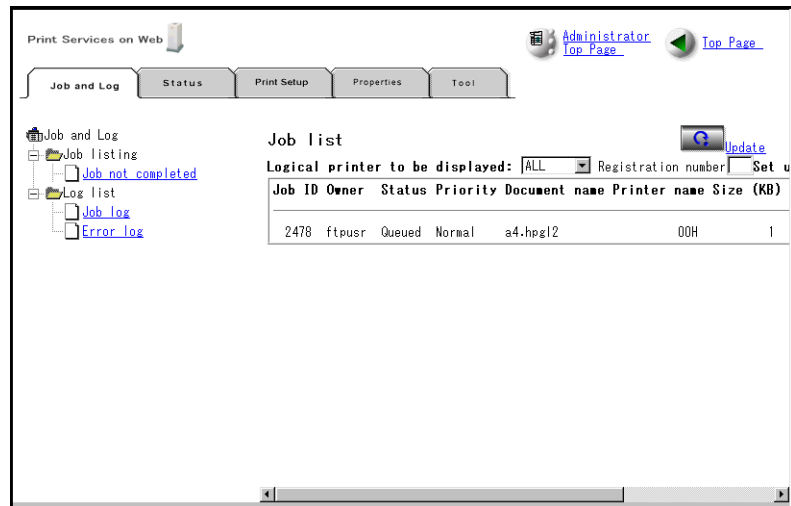 Print Services on Web
Administrator Top Page
Top Page
Job and Log
Status
Print Setup
Properties
Tool
Job and Log
Job listing
Job not completed
Log list
Job log
Error log
Job list
Update
Logical printer to be displayed: ALL Registration number Set u
Job ID Owner Status Priority Document name Printer name Size (KB)
2478 ftpusr Queued Normal a4.hpgl2 00H 1